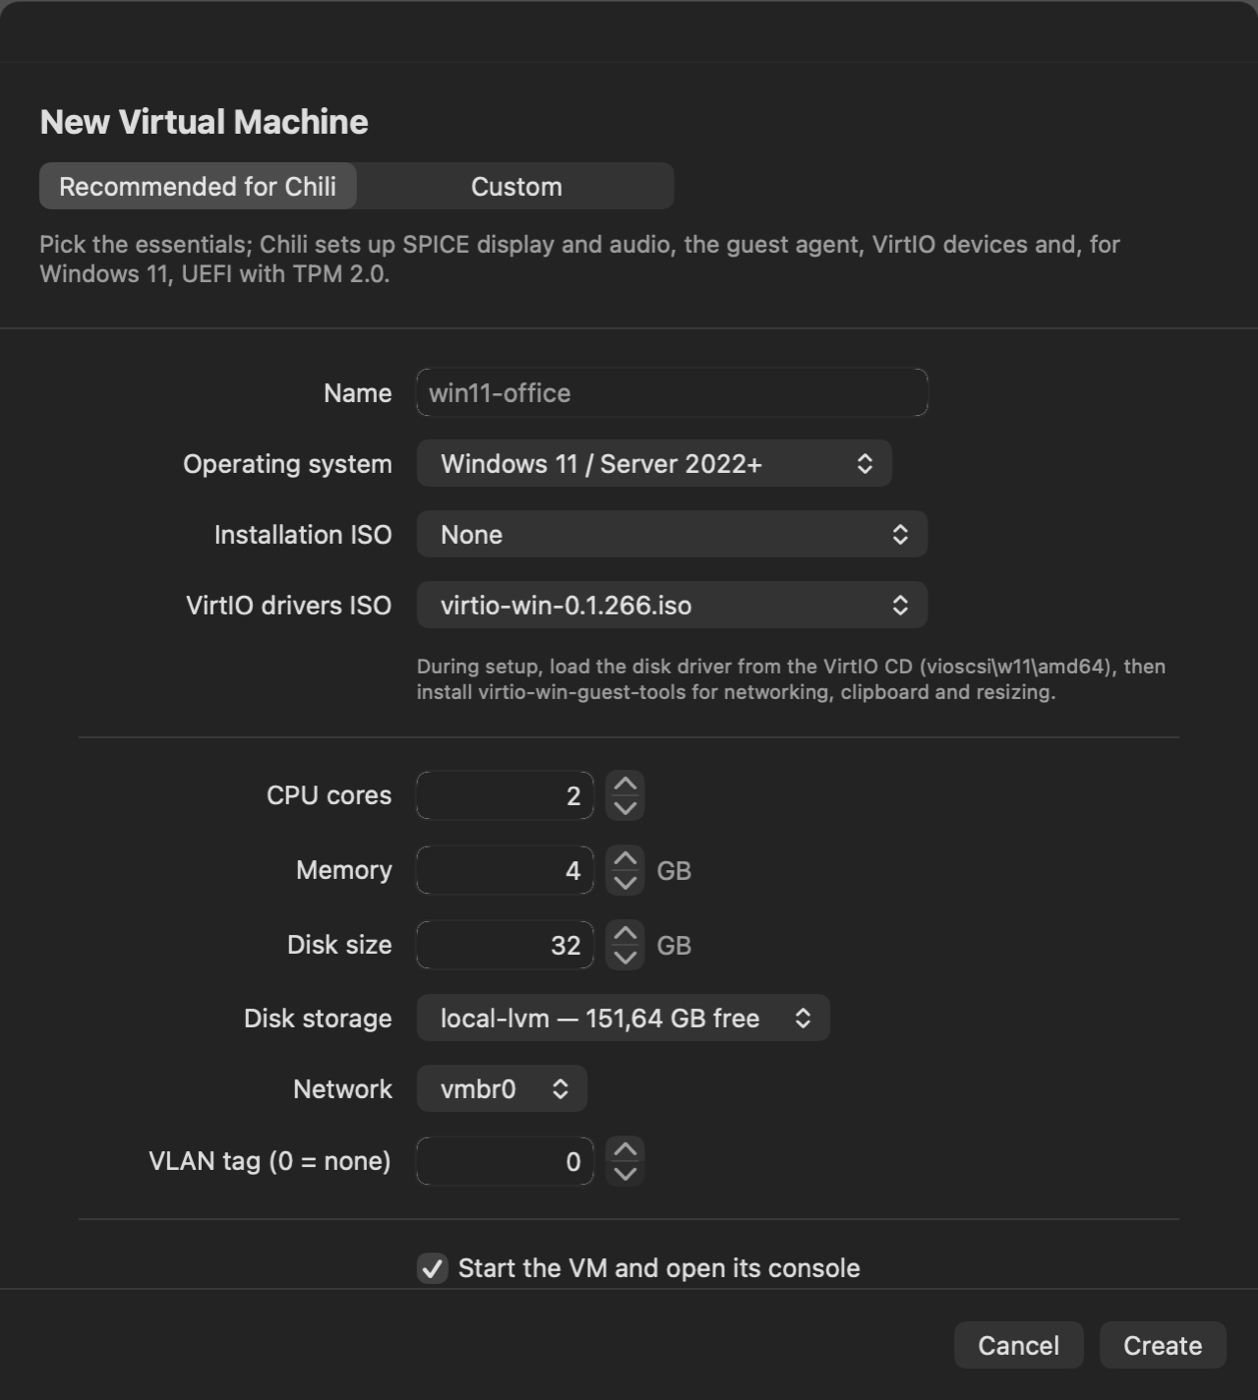 New Virtual Machine
Recommended for Chili
Custom
Pick the essentials; Chili sets up SPICE display and audio, the guest agent, VirtIO devices and, for
Windows 11, UEFI with TPM 2.0.
Name
win11-office
Operating system
Windows 11 / Server 2022+
Installation ISO
None
VirtIO drivers ISO
virtio-win-0.1.266.iso
During setup, load the disk driver from the VirtIO CD (vioscsi\w11\amd64), then
install virtio-win-guest-tools for networking, clipboard and resizing.
CPU cores
2
Memory
4
GB
Disk size
32
GB
Disk storage
local-lvm — 151,64 GB free
Network
vmbr0
VLAN tag (0 = none)
0
Start the VM and open its console
Cancel
Create